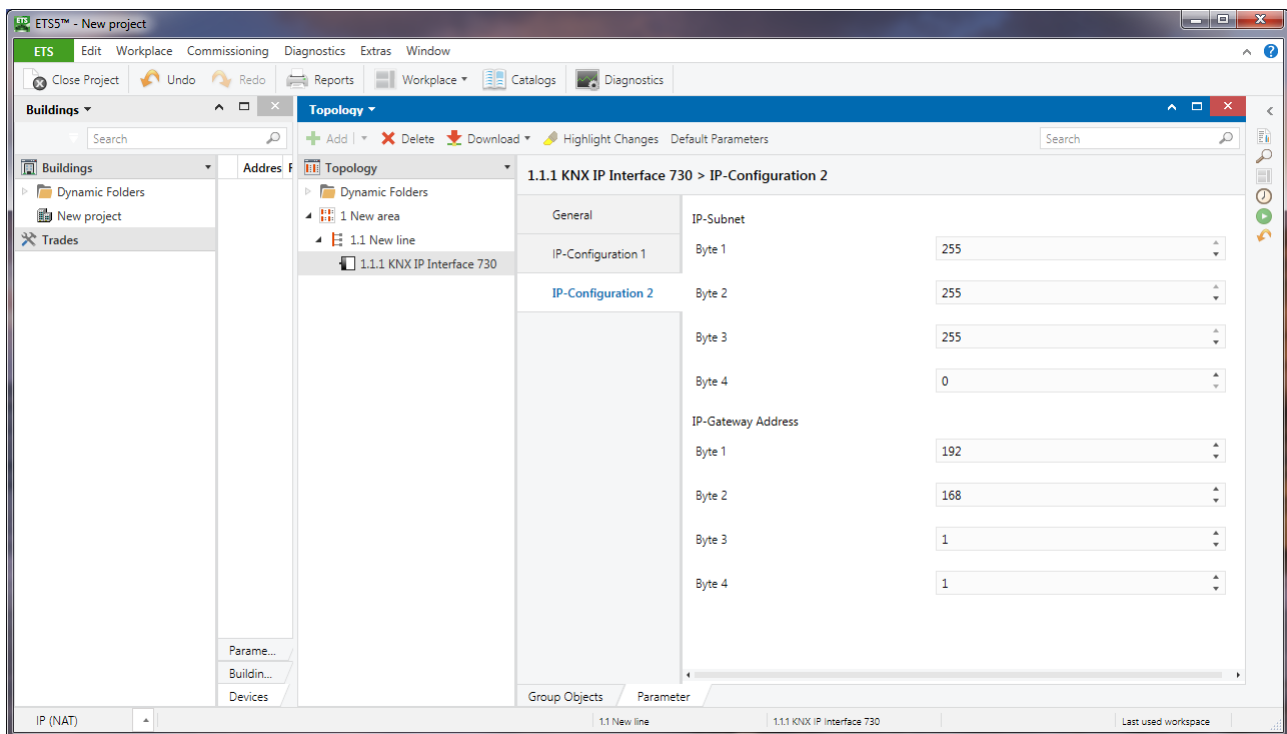 ETS5™ - New project
ETS Edit Workplace Commissioning Diagnostics Extras Window
Close Project Undo Redo Reports Workplace Catalogs Diagnostics
Buildings
Search
Buildings
Dynamic Folders
New project
Trades
Addres
Parame...
Buildin...
Devices
Topology
Add Delete Download Highlight Changes Default Parameters Search
Topology
Dynamic Folders
1 New area
1.1 New line
1.1.1 KNX IP Interface 730
1.1.1 KNX IP Interface 730 > IP-Configuration 2
General
IP-Configuration 1
IP-Configuration 2
IP-Subnet
Byte 1 255
Byte 2 255
Byte 3 255
Byte 4 0
IP-Gateway Address
Byte 1 192
Byte 2 168
Byte 3 1
Byte 4 1
Group Objects Parameter
IP (NAT) 1.1 New line 1.1.1 KNX IP Interface 730 Last used workspace